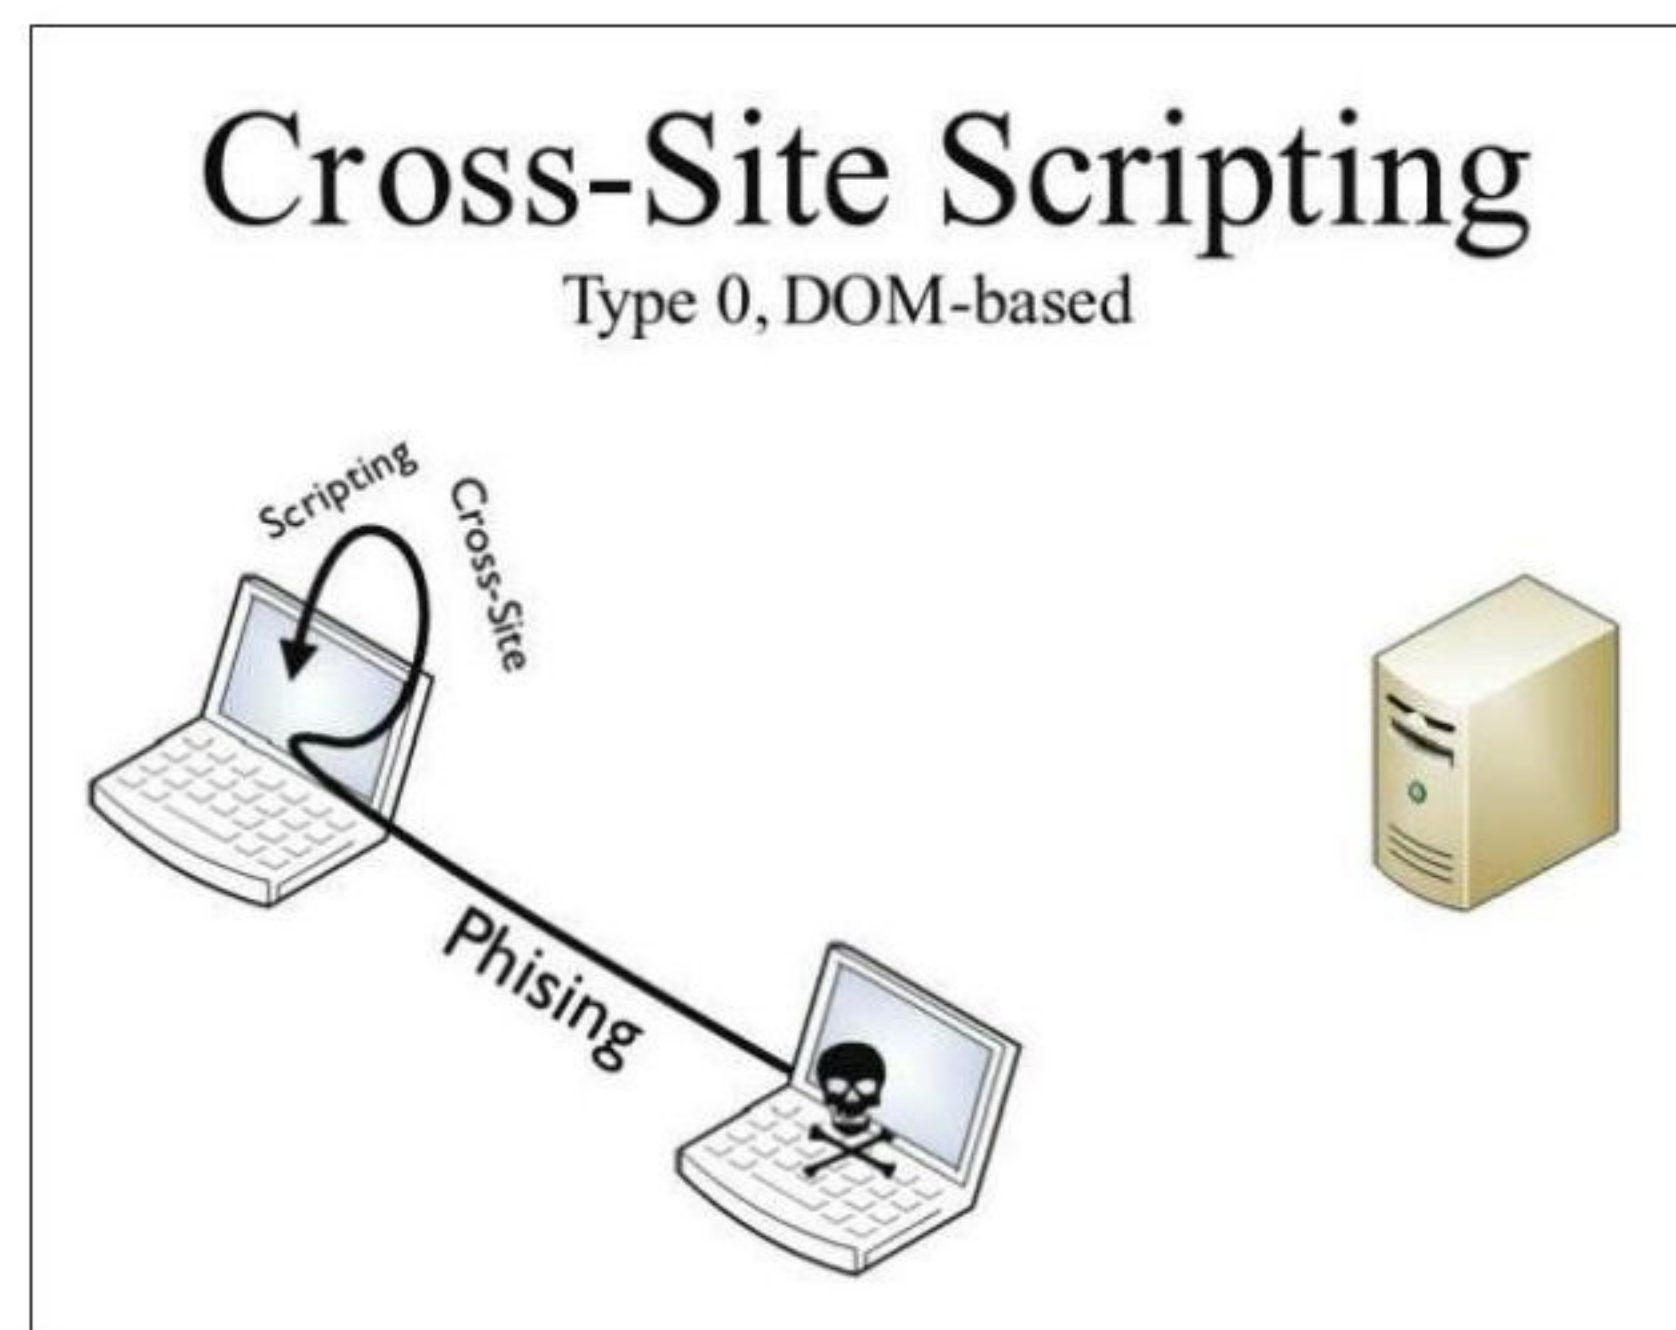 Cross-Site Scripting
Type 0, DOM-based
Scripting
Cross-Site
Phising